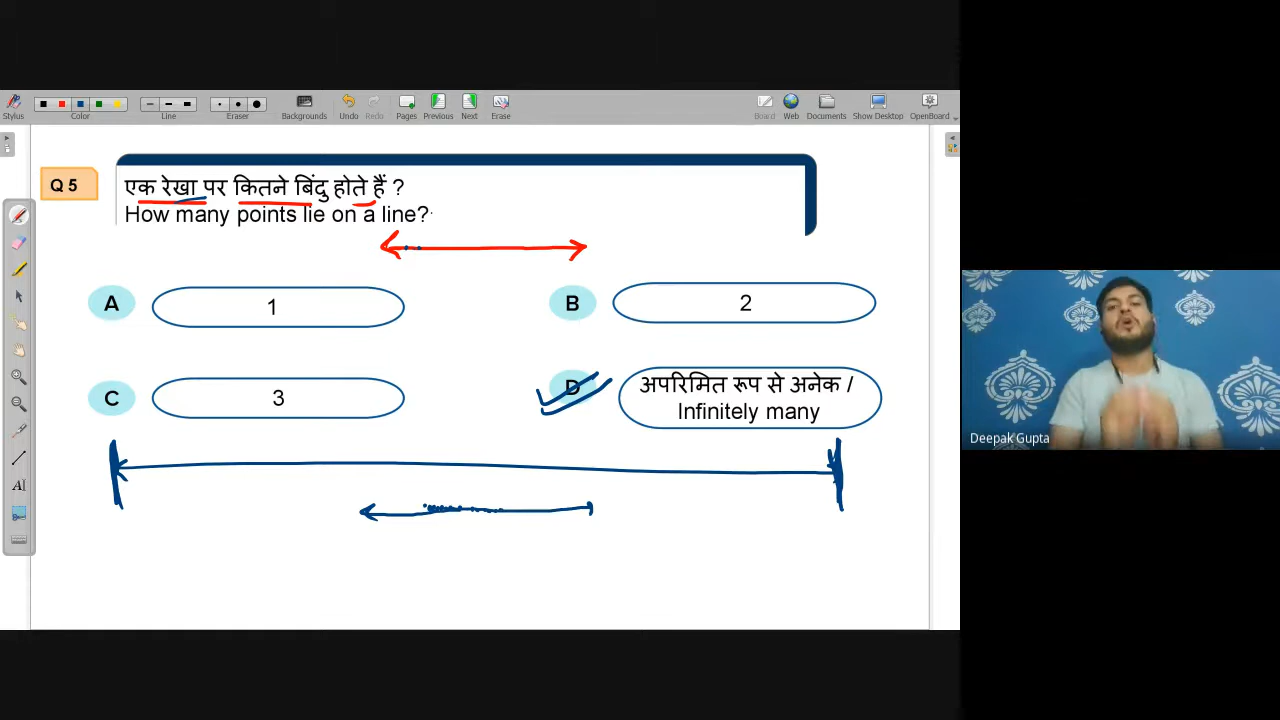 Stylus
Color
Line
Eraser
Backgrounds
Undo
Redo
Pages
Previous
Next
Erase
Board
Web
Documents
Show Desktop
OpenBoard
Q 5
एक रेखा पर कितने बिंदु होते हैं ?
How many points lie on a line?
A
1
B
2
C
3
D
अपरिमित रूप से अनेक /
Infinitely many
Deepak Gupta